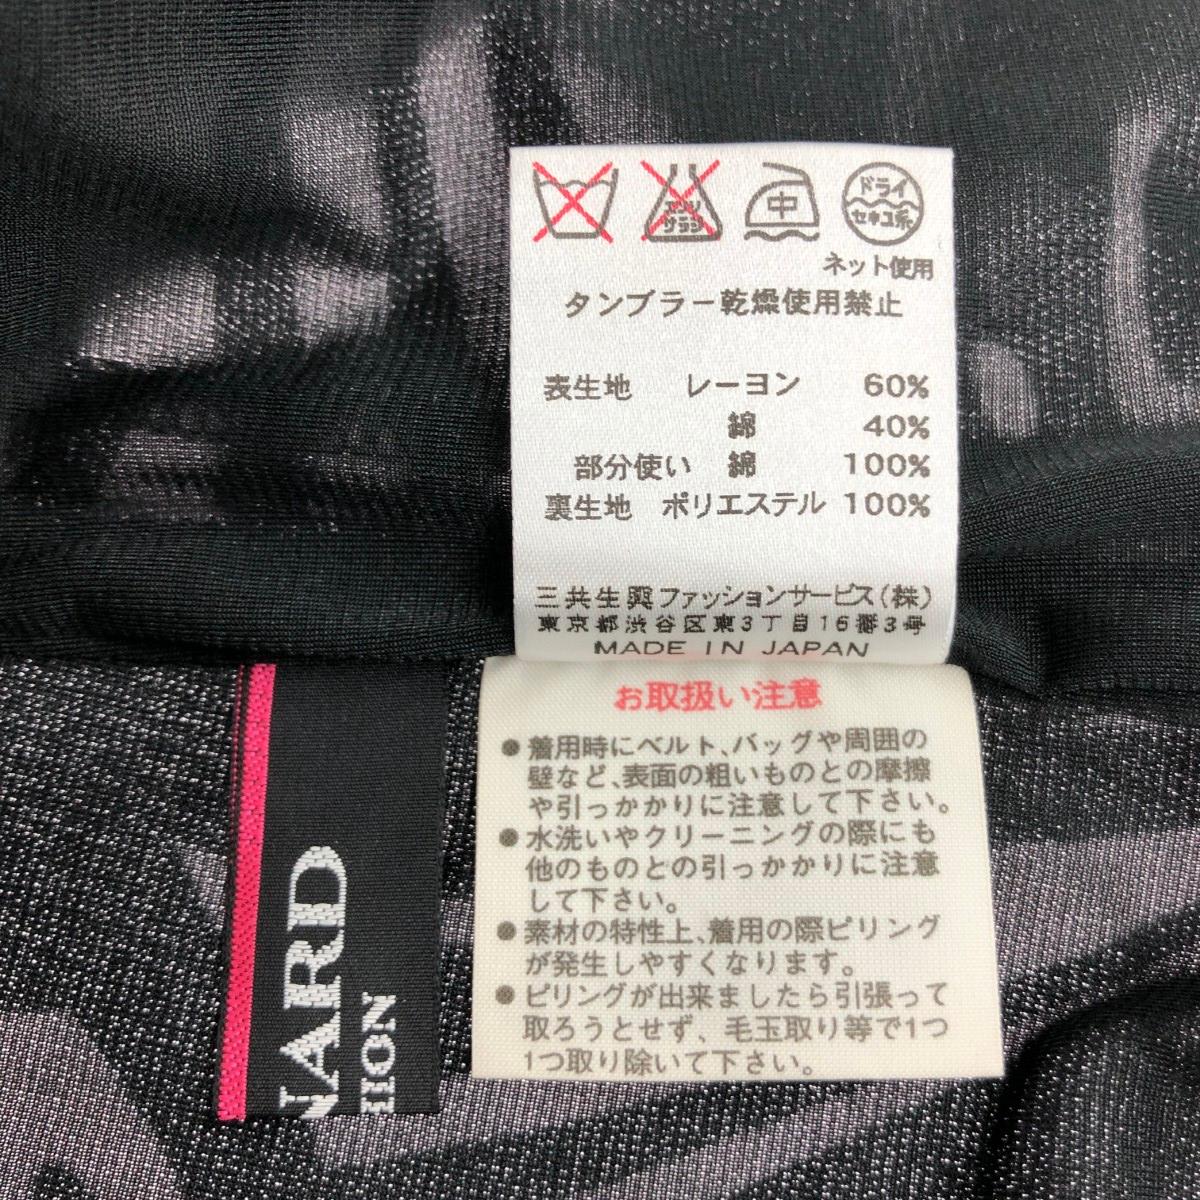 エンソ
サラシ
中
ドライ
セキユ系
ネット使用
タンブラー乾燥使用禁止
表生地 レーヨン 60%
綿 40%
部分使い 綿 100%
裏生地 ポリエステル 100%
三共生興ファッションサービス(株)
東京都渋谷区東3丁目16番3号
MADE IN JAPAN
お取扱い注意
●着用時にベルト、バッグや周囲の
壁など、表面の粗いものとの摩擦
や引っかかりに注意して下さい。
●水洗いやクリーニングの際にも
他のものとの引っかかりに注意
して下さい。
●素材の特性上、着用の際ピリング
が発生しやすくなります。
●ピリングが出来ましたら引張って
取ろうとせず、毛玉取り等で1つ
1つ取り除いて下さい。
NARD
HION